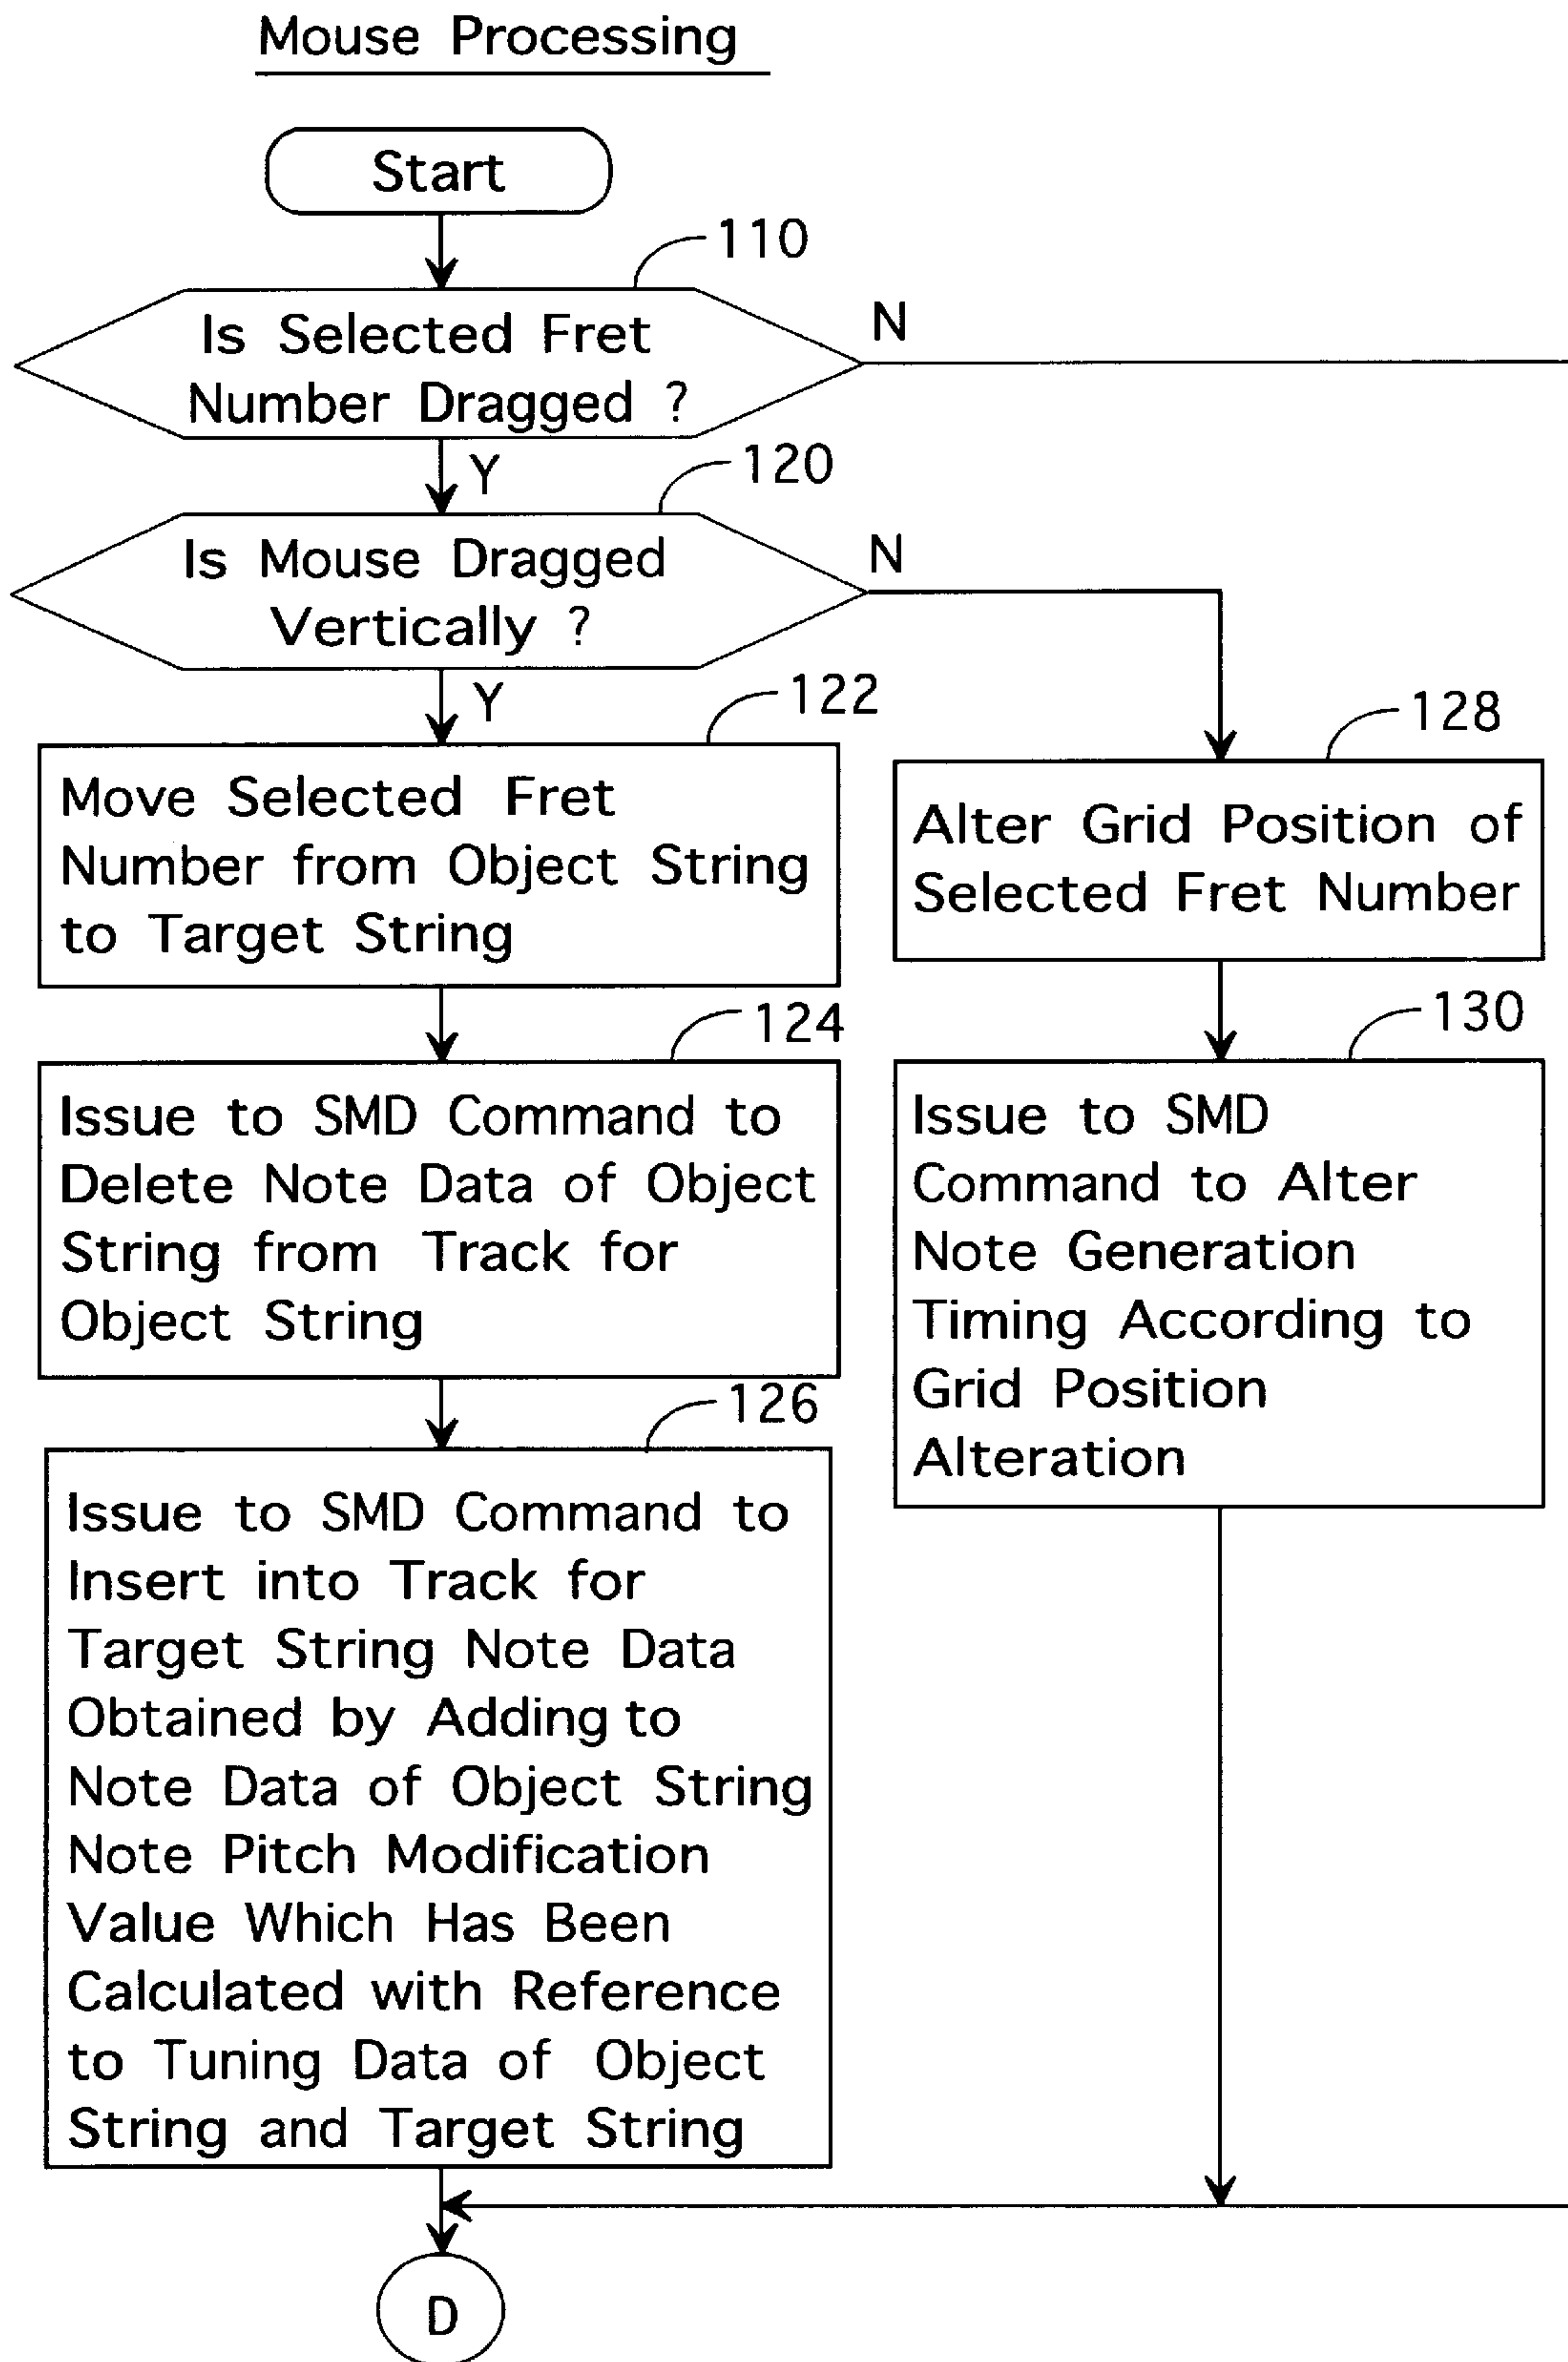 Mouse Processing
Start
110
Is Selected Fret
Number Dragged ?
N
Y
120
Is Mouse Dragged
Vertically ?
N
Y
122
Move Selected Fret
Number from Object String
to Target String
128
Alter Grid Position of
Selected Fret Number
124
Issue to SMD Command to
Delete Note Data of Object
String from Track for
Object String
130
Issue to SMD
Command to Alter
Note Generation
Timing According to
Grid Position
Alteration
126
Issue to SMD Command to
Insert into Track for
Target String Note Data
Obtained by Adding to
Note Data of Object String
Note Pitch Modification
Value Which Has Been
Calculated with Reference
to Tuning Data of Object
String and Target String
D